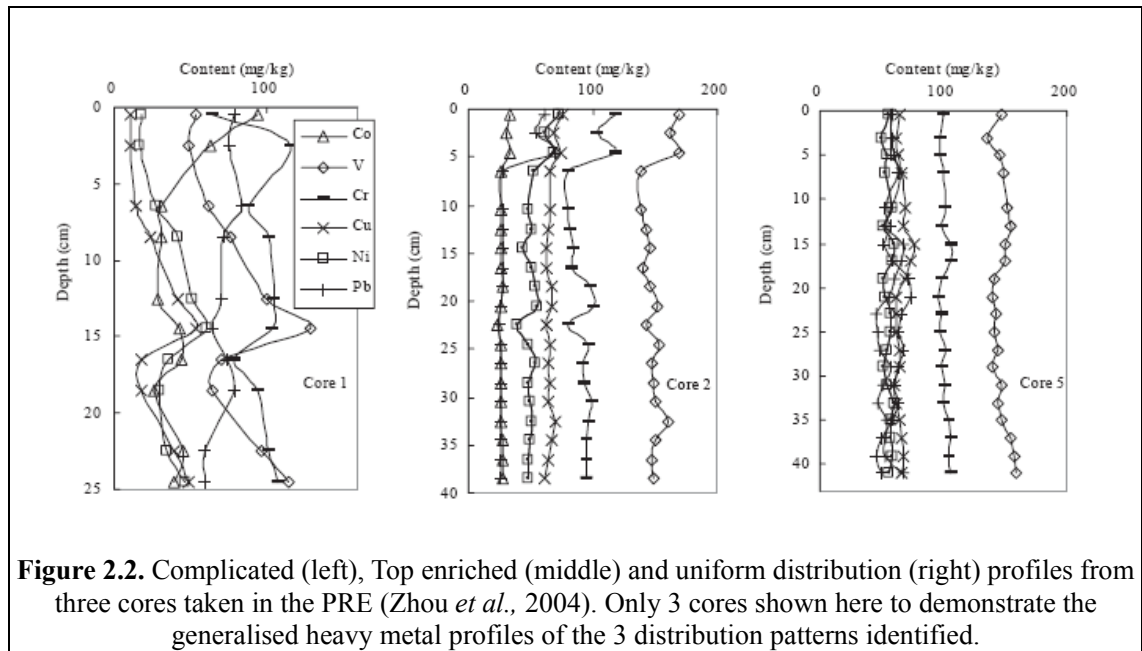 Content (mg/kg)
0 100
0
5
10
15
20
25
Depth (cm)
Co
V
Cr
Cu
Ni
Pb
Core 1
Content (mg/kg)
0 100 200
0
5
10
15
20
25
30
35
40
Depth (cm)
Core 2
Content (mg/kg)
0 100 200
0
5
10
15
20
25
30
35
40
Depth (cm)
Core 5
Figure 2.2. Complicated (left), Top enriched (middle) and uniform distribution (right) profiles from
three cores taken in the PRE (Zhou et al., 2004). Only 3 cores shown here to demonstrate the
generalised heavy metal profiles of the 3 distribution patterns identified.